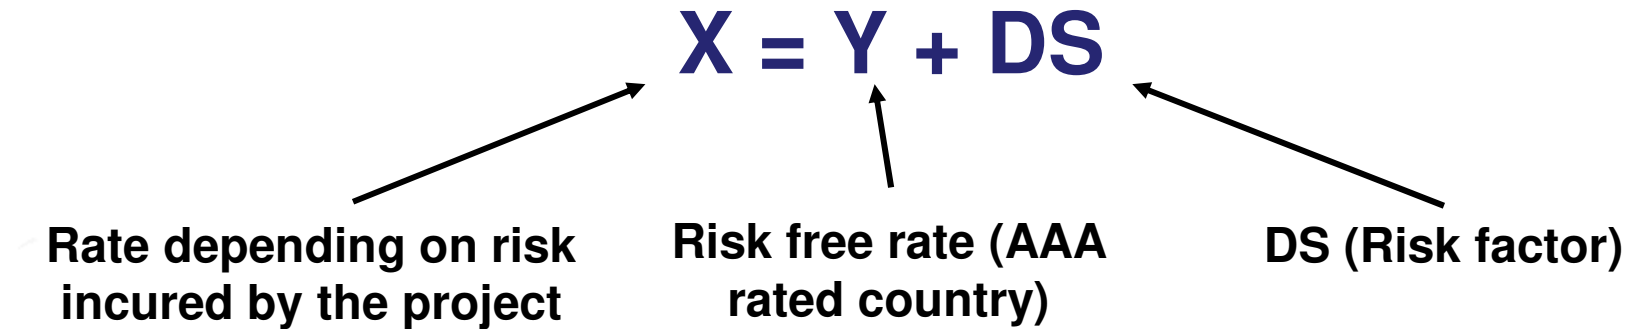 X = Y + DS
Rate depending on risk
incured by the project
Risk free rate (AAA
rated country)
DS (Risk factor)